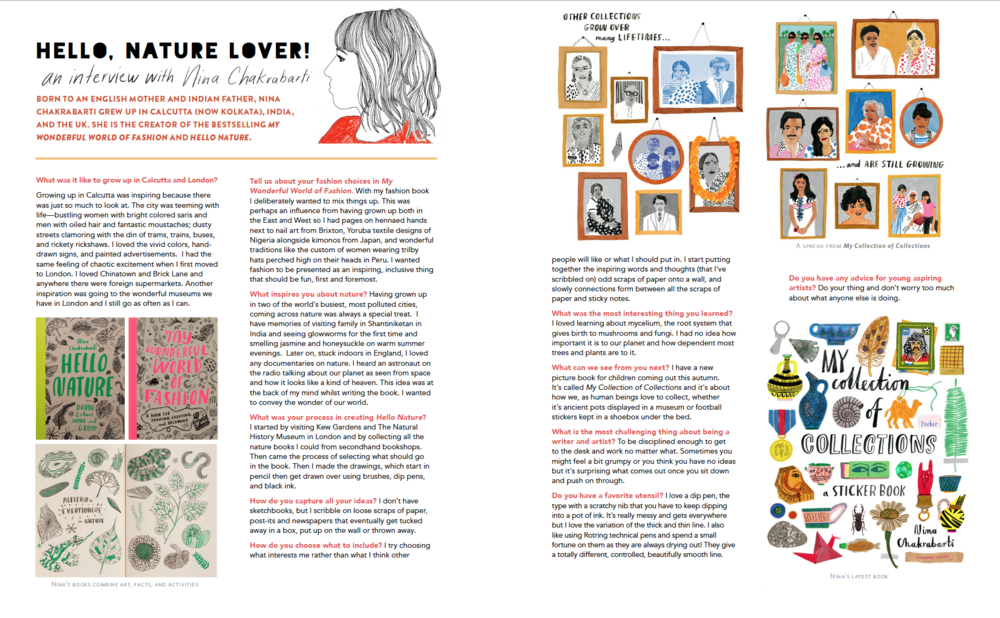 HELLO, NATURE LOVER!
an interview with Nina Chakrabarti
BORN TO AN ENGLISH MOTHER AND INDIAN FATHER, NINA
CHAKRABARTI GREW UP IN CALCUTTA (NOW KOLKATA), INDIA,
AND THE UK. SHE IS THE CREATOR OF THE BESTSELLING MY
WONDERFUL WORLD OF FASHION AND HELLO NATURE.
What was it like to grow up in Calcutta and London?
Growing up in Calcutta was inspiring because there
was just so much to look at. The city was teeming with
life—bustling women with bright colored saris and
men with oiled hair and fantastic moustaches; dusty
streets clamoring with the din of trams, trains, buses,
and rickety rickshaws. I loved the vivid colors, hand-
drawn signs, and painted advertisements.  I had the
same feeling of chaotic excitement when I first moved
to London. I loved Chinatown and Brick Lane and
anywhere there were foreign supermarkets. Another
inspiration was going to the wonderful museums we
have in London and I still go as often as I can.
Nina
Chakrabarti
HELLO
NATURE
DRAW,
COLOR,
MAKE AND
GROW
MY
WONDERFUL
WORLD
OF
FASHION
A BOOK FOR
DRAWING, CREATING,
AND DREAMING
PATTERN IS
EVERYWHERE
IN NATURE
NINA'S BOOKS COMBINE ART, FACTS, AND ACTIVITIES
Tell us about your fashion choices in My
Wonderful World of Fashion. With my fashion book
I deliberately wanted to mix things up. This was
perhaps an influence from having grown up both in
the East and West so I had pages on hennaed hands
next to nail art from Brixton, Yoruba textile designs of
Nigeria alongside kimonos from Japan, and wonderful
traditions like the custom of women wearing trilby
hats perched high on their heads in Peru. I wanted
fashion to be presented as an inspiring, inclusive thing
that should be fun, first and foremost.
What inspires you about nature? Having grown up
in two of the world's busiest, most polluted cities,
coming across nature was always a special treat.  I
have memories of visiting family in Shantiniketan in
India and seeing glowworms for the first time and
smelling jasmine and honeysuckle on warm summer
evenings.  Later on, stuck indoors in England, I loved
any documentaries on nature. I heard an astronaut on
the radio talking about our planet as seen from space
and how it looks like a kind of heaven. This idea was at
the back of my mind whilst writing the book. I wanted
to convey the wonder of our world.
What was your process in creating Hello Nature?
I started by visiting Kew Gardens and The Natural
History Museum in London and by collecting all the
nature books I could from secondhand bookshops.
Then came the process of selecting what should go
in the book. Then I made the drawings, which start in
pencil then get drawn over using brushes, dip pens,
and black ink.
How do you capture all your ideas? I don't have
sketchbooks, but I scribble on loose scraps of paper,
post-its and newspapers that eventually get tucked
away in a box, put up on the wall or thrown away.
How do you choose what to include? I try choosing
what interests me rather than what I think other
OTHER COLLECTIONS
GROW OVER
many LIFETIMES...
...and ARE STILL GROWING
A SPREAD FROM My Collection of Collections
people will like or what I should put in. I start putting
together the inspiring words and thoughts (that I've
scribbled on) odd scraps of paper onto a wall, and
slowly connections form between all the scraps of
paper and sticky notes.
What was the most interesting thing you learned?
I loved learning about mycelium, the root system that
gives birth to mushrooms and fungi. I had no idea how
important it is to our planet and how dependent most
trees and plants are to it.
What can we see from you next? I have a new
picture book for children coming out this autumn.
It's called My Collection of Collections and it's about
how we, as human beings love to collect, whether
it's ancient pots displayed in a museum or football
stickers kept in a shoebox under the bed.
What is the most challenging thing about being a
writer and artist? To be disciplined enough to get
to the desk and work no matter what. Sometimes you
might feel a bit grumpy or you think you have no ideas
but it's surprising what comes out once you sit down
and push on through.
Do you have a favorite utensil? I love a dip pen, the
type with a scratchy nib that you have to keep dipping
into a pot of ink. It's really messy and gets everywhere
but I love the variation of the thick and thin line. I also
like using Rotring technical pens and spend a small
fortune on them as they are always drying out! They give
a totally different, controlled, beautifully smooth line.
Do you have any advice for young aspiring
artists? Do your thing and don't worry too much
about what anyone else is doing.
MY
collection
of
COLLECTIONS
a STICKER BOOK
Nina
Chakrabarti
NINA'S LATEST BOOK